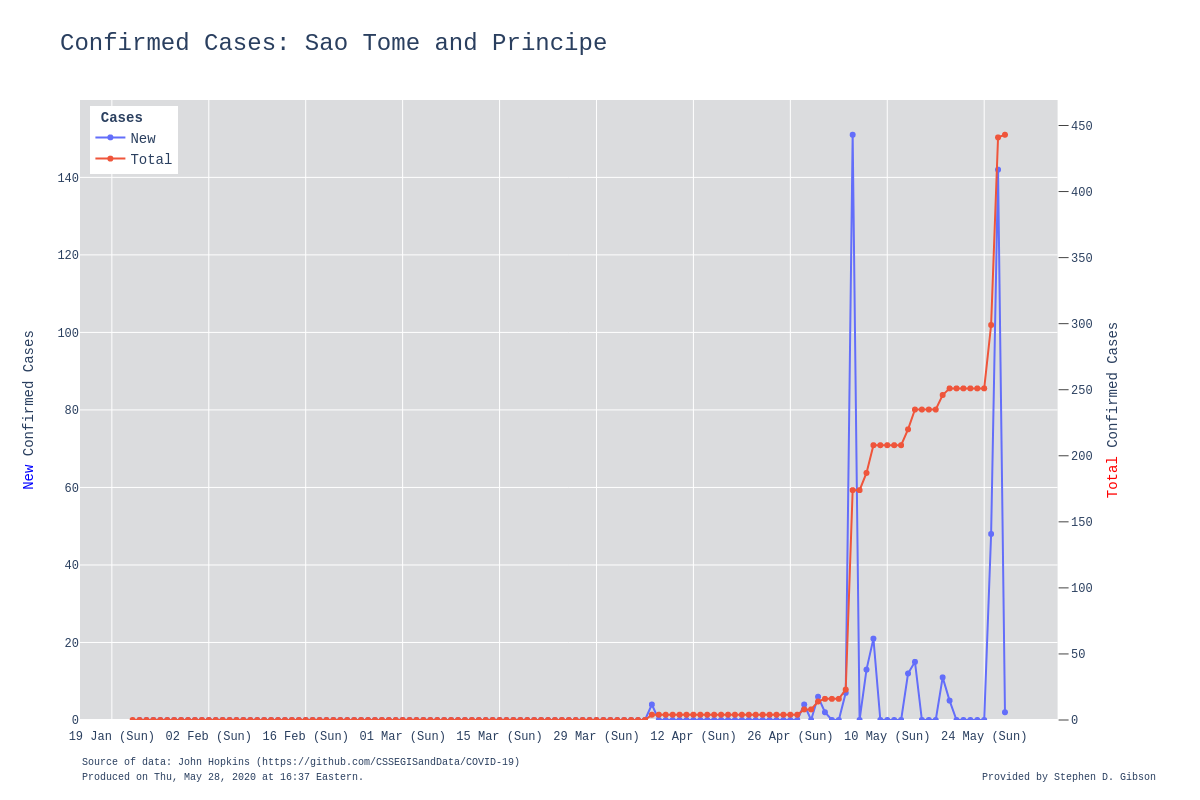 Confirmed Cases: Sao Tome and Principe
Cases
New
Total
140
120
100
80
60
40
20
0
450
400
350
300
250
200
150
100
50
0
New Confirmed Cases
Total Confirmed Cases
19 Jan (Sun) 02 Feb (Sun) 16 Feb (Sun) 01 Mar (Sun) 15 Mar (Sun) 29 Mar (Sun) 12 Apr (Sun) 26 Apr (Sun) 10 May (Sun) 24 May (Sun)
Source of data: John Hopkins (https://github.com/CSSEGISandData/COVID-19)
Produced on Thu, May 28, 2020 at 16:37 Eastern.
Provided by Stephen D. Gibson